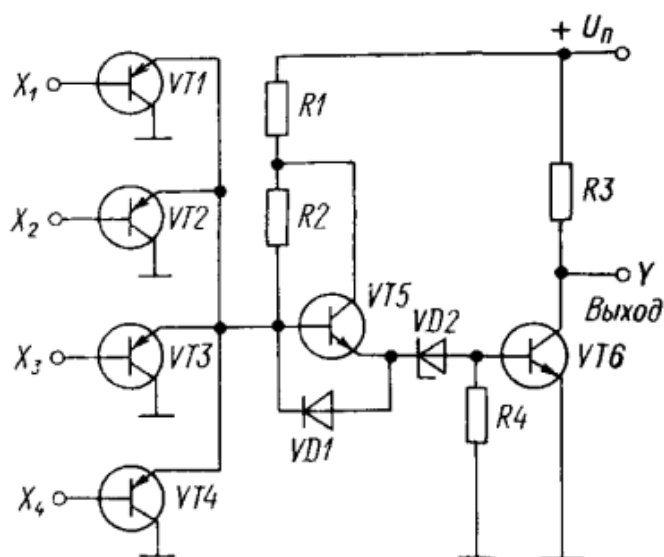 + Uп
X1
VT1
R1
R3
X2
VT2
R2
Y
Выход
VT5
VD2
X3
VT3
VT6
VD1
R4
X4
VT4